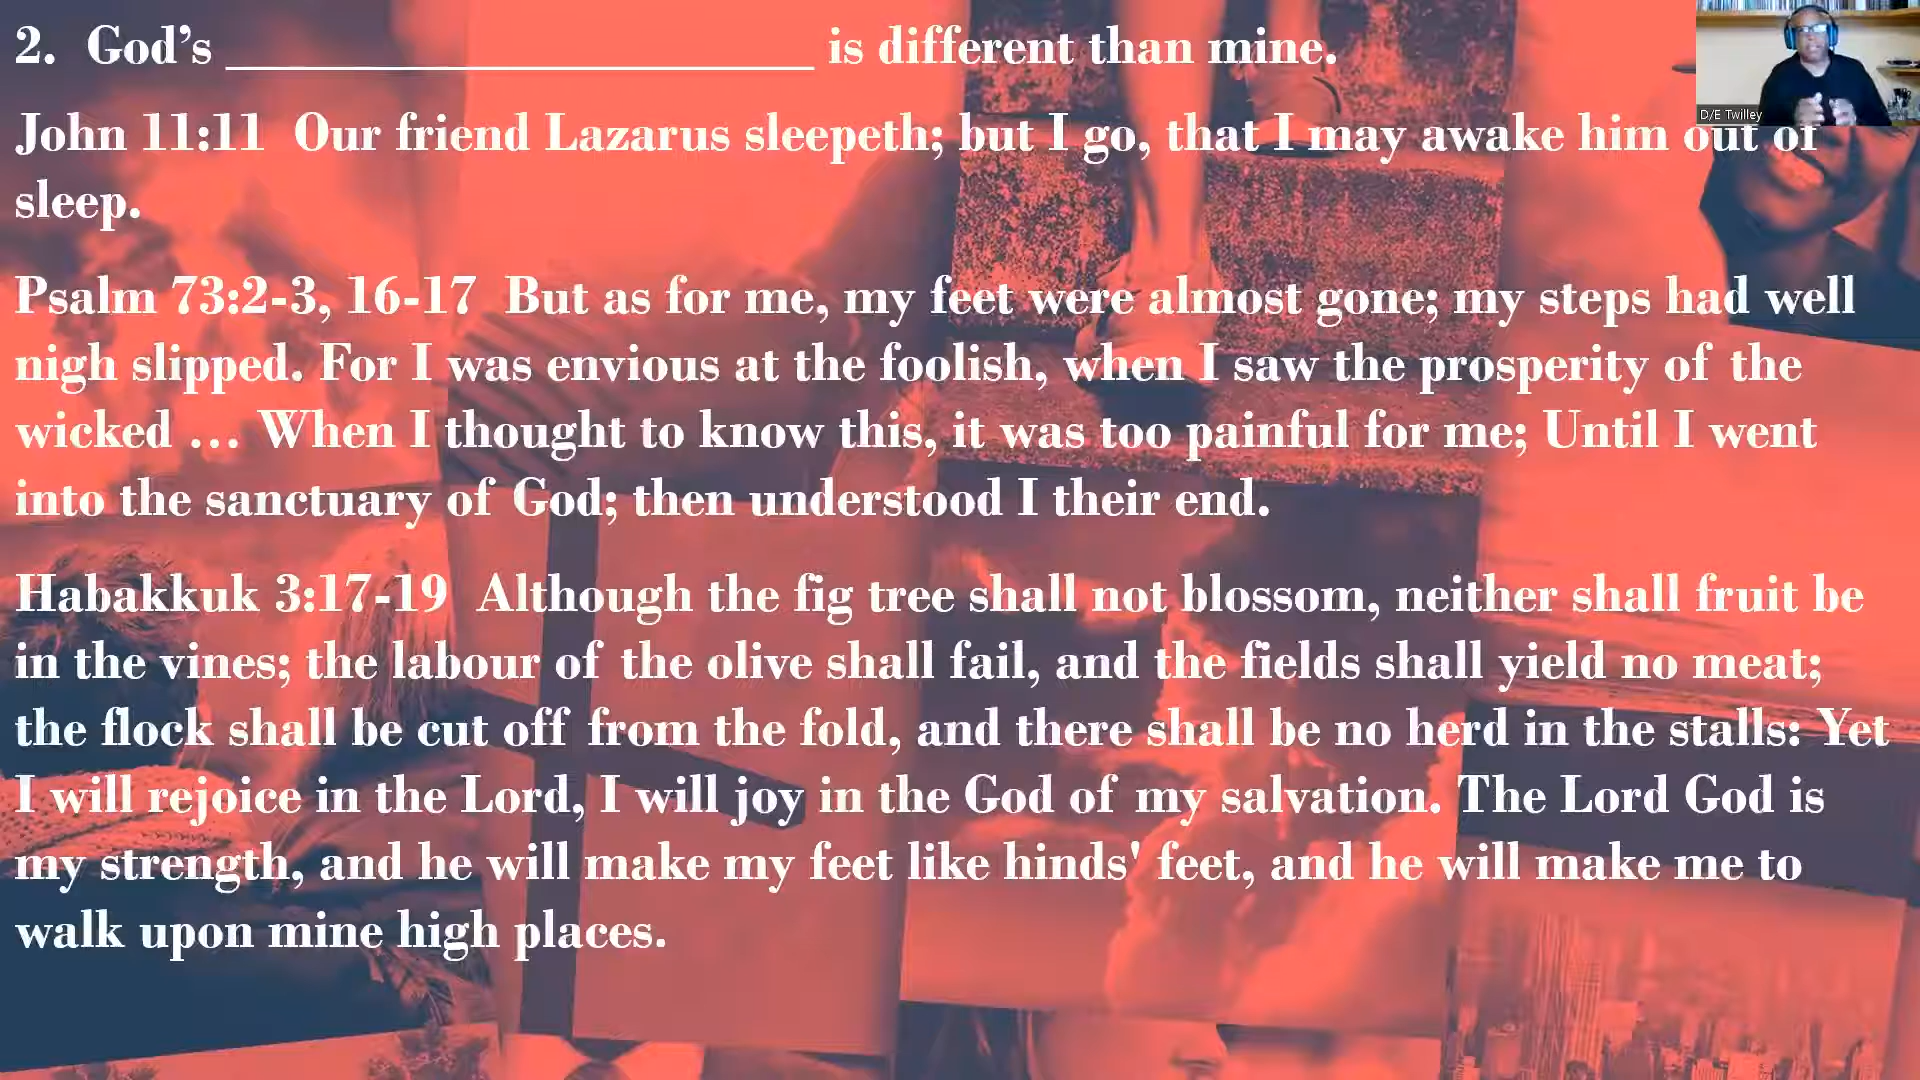 2. God’s ______________________ is different than mine.
D/E Twilley
John 11:11 Our friend Lazarus sleepeth; but I go, that I may awake him out of
sleep.
Psalm 73:2-3, 16-17 But as for me, my feet were almost gone; my steps had well
nigh slipped. For I was envious at the foolish, when I saw the prosperity of the
wicked … When I thought to know this, it was too painful for me; Until I went
into the sanctuary of God; then understood I their end.
Habakkuk 3:17-19 Although the fig tree shall not blossom, neither shall fruit be
in the vines; the labour of the olive shall fail, and the fields shall yield no meat;
the flock shall be cut off from the fold, and there shall be no herd in the stalls: Yet
I will rejoice in the Lord, I will joy in the God of my salvation. The Lord God is
my strength, and he will make my feet like hinds' feet, and he will make me to
walk upon mine high places.